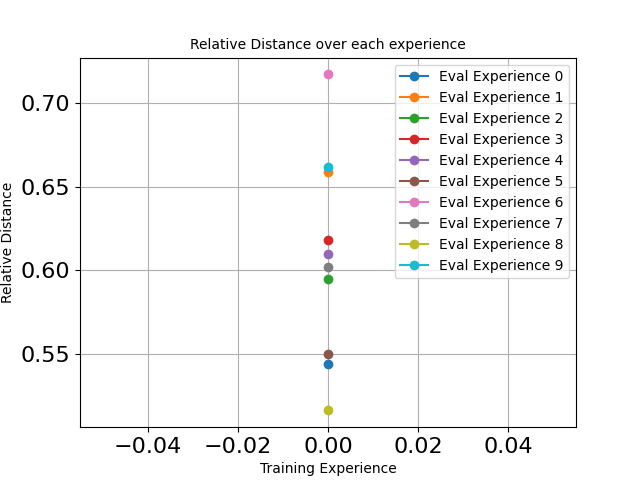 Relative Distance over each experience
Relative Distance
0.70
0.65
0.60
0.55
Eval Experience 0
Eval Experience 1
Eval Experience 2
Eval Experience 3
Eval Experience 4
Eval Experience 5
Eval Experience 6
Eval Experience 7
Eval Experience 8
Eval Experience 9
−0.04 −0.02 0.00 0.02 0.04
Training Experience